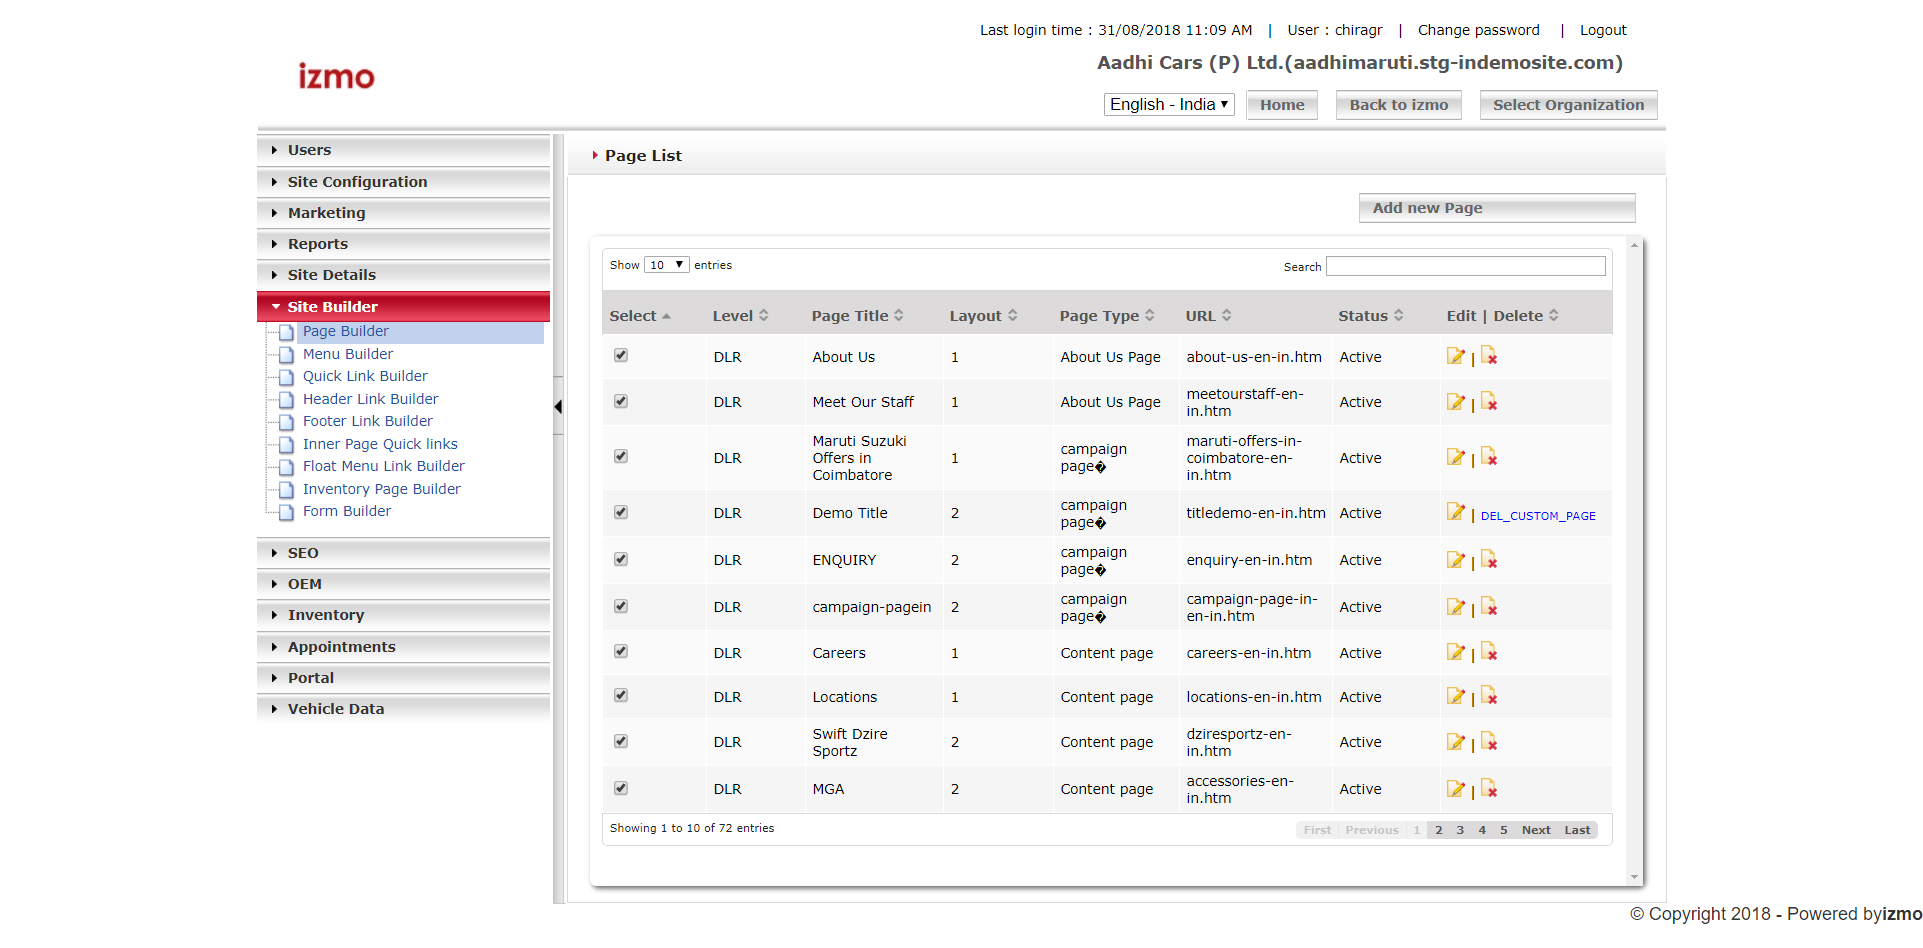 Last login time : 31/08/2018 11:09 AM | User : chiragr | Change password | Logout
izmo
Aadhi Cars (P) Ltd.(aadhimaruti.stg-indemosite.com)
English - India Home Back to izmo Select Organization
Users
Site Configuration
Marketing
Reports
Site Details
Site Builder
Page Builder
Menu Builder
Quick Link Builder
Header Link Builder
Footer Link Builder
Inner Page Quick links
Float Menu Link Builder
Inventory Page Builder
Form Builder
SEO
OEM
Inventory
Appointments
Portal
Vehicle Data
Page List
Add new Page
Show 10 entries Search
Select Level Page Title Layout Page Type URL Status Edit | Delete
DLR About Us 1 About Us Page about-us-en-in.htm Active |
DLR Meet Our Staff 1 About Us Page meetourstaff-en-
in.htm Active |
DLR Maruti Suzuki
Offers in
Coimbatore 1 campaign
page� maruti-offers-in-
coimbatore-en-
in.htm Active |
DLR Demo Title 2 campaign
page� titledemo-en-in.htm Active | DEL_CUSTOM_PAGE
DLR ENQUIRY 2 campaign
page� enquiry-en-in.htm Active |
DLR campaign-pagein 2 campaign
page� campaign-page-in-
en-in.htm Active |
DLR Careers 1 Content page careers-en-in.htm Active |
DLR Locations 1 Content page locations-en-in.htm Active |
DLR Swift Dzire
Sportz 2 Content page dziresportz-en-
in.htm Active |
DLR MGA 2 Content page accessories-en-
in.htm Active |
Showing 1 to 10 of 72 entries First Previous 1 2 3 4 5 Next Last
© Copyright 2018 - Powered byizmo